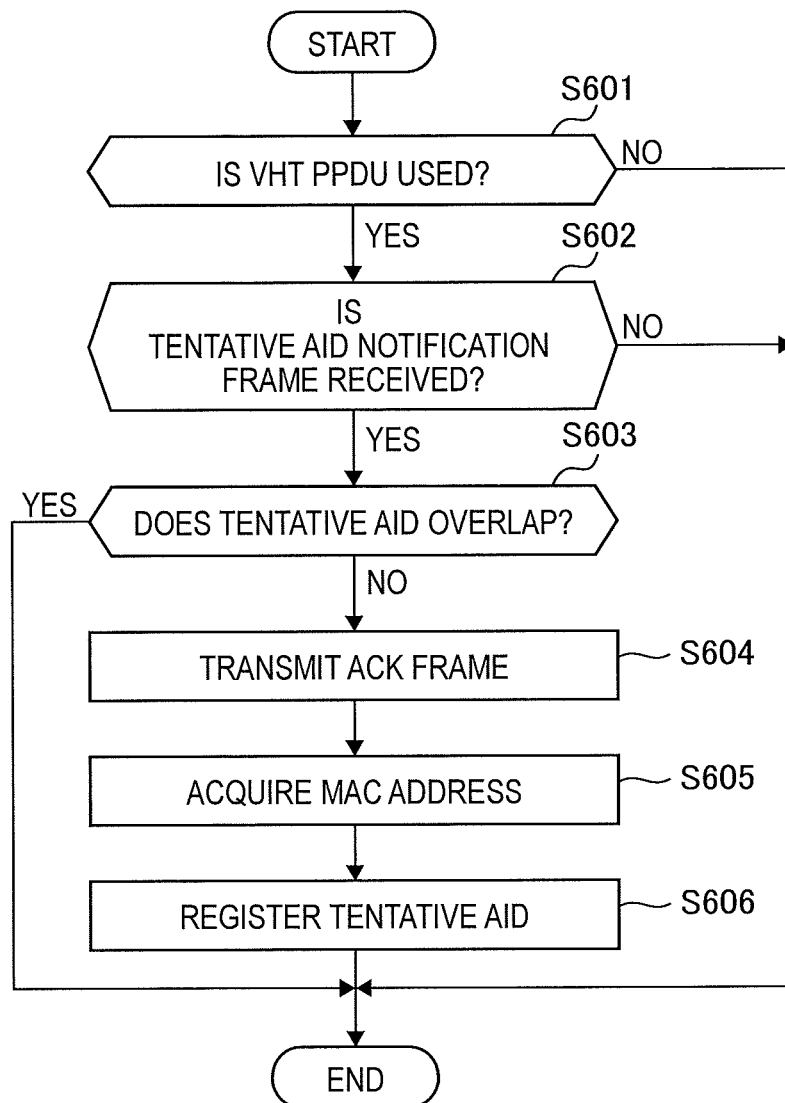 START
S601
IS VHT PPDU USED?
NO
YES
S602
IS
TENTATIVE AID NOTIFICATION
FRAME RECEIVED?
NO
YES
S603
YES
DOES TENTATIVE AID OVERLAP?
NO
TRANSMIT ACK FRAME
S604
ACQUIRE MAC ADDRESS
S605
REGISTER TENTATIVE AID
S606
END